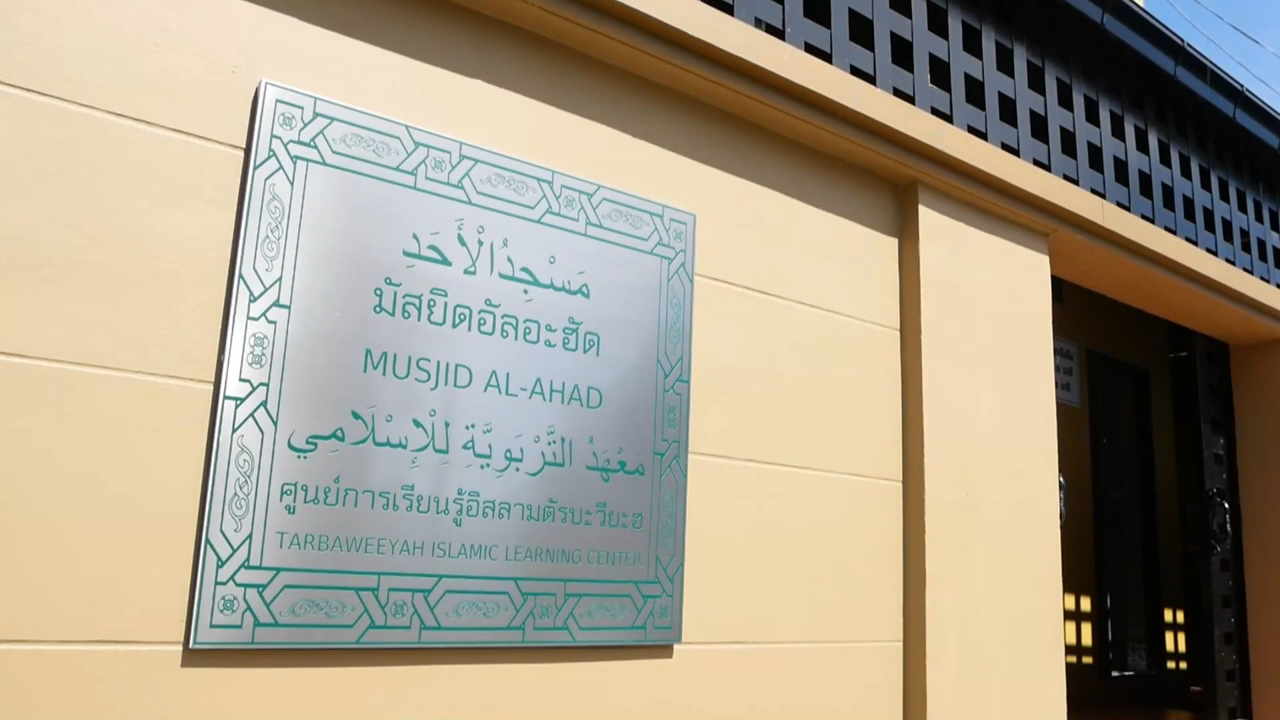 مَسْجِدُ الْأَحَدِ
มัสยิดอัลอะฮัด
MUSJID AL-AHAD
مَعْهَدُ التَّرْبَوِيَّةِ لِلْإِسْلَامِي
ศูนย์การเรียนรู้อิสลามตัรบะวียะฮ
TARBAWEEYAH ISLAMIC LEARNING CENTER